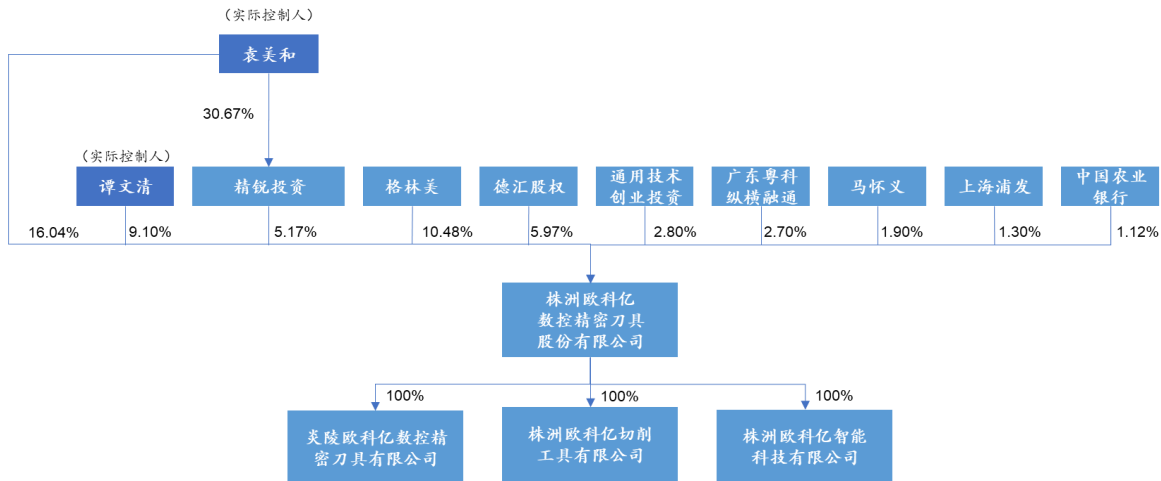 （实际控制人）
袁美和
30.67%
（实际控制人）
谭文清
精锐投资
格林美
德汇股权
通用技术
创业投资
广东粤科
纵横融通
马怀义
上海浦发
中国农业
银行
16.04%
9.10%
5.17%
10.48%
5.97%
2.80%
2.70%
1.90%
1.30%
1.12%
株洲欧科亿
数控精密刀具
股份有限公司
100%
100%
100%
炎陵欧科亿数控精
密刀具有限公司
株洲欧科亿切削
工具有限公司
株洲欧科亿智能
科技有限公司